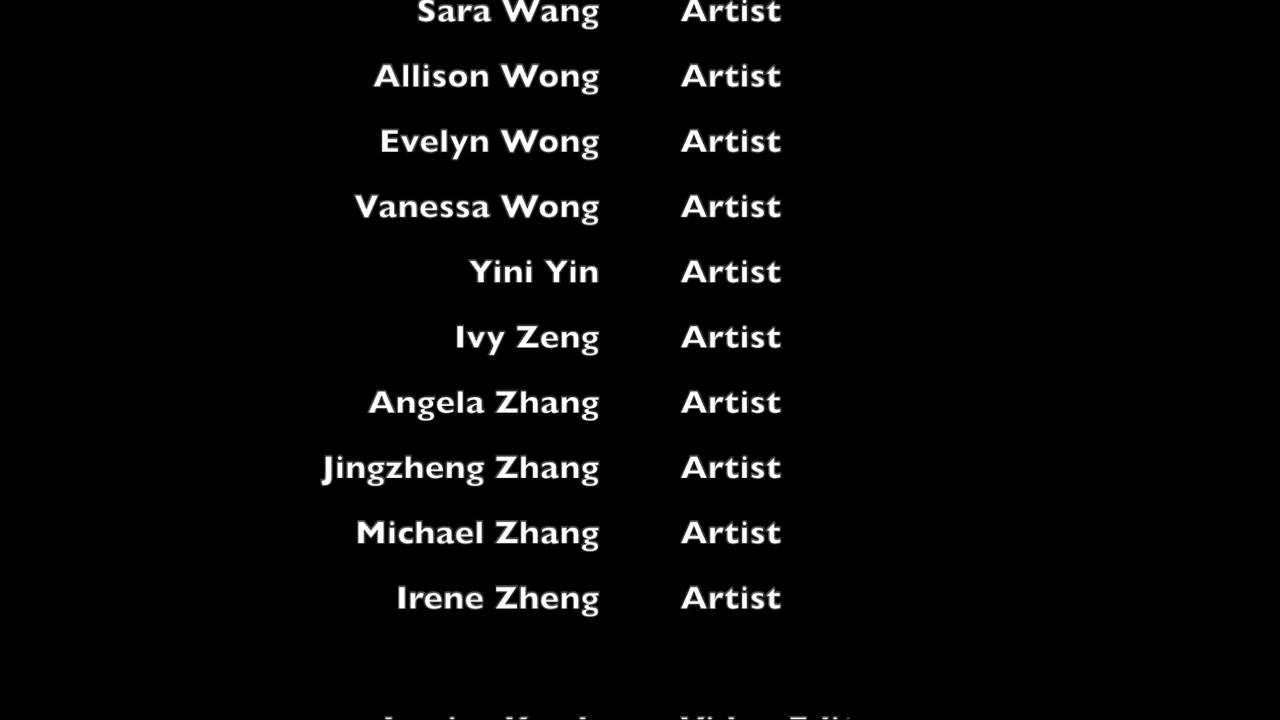 Sara Wang Artist
Allison Wong Artist
Evelyn Wong Artist
Vanessa Wong Artist
Yini Yin Artist
Ivy Zeng Artist
Angela Zhang Artist
Jingzheng Zhang Artist
Michael Zhang Artist
Irene Zheng Artist